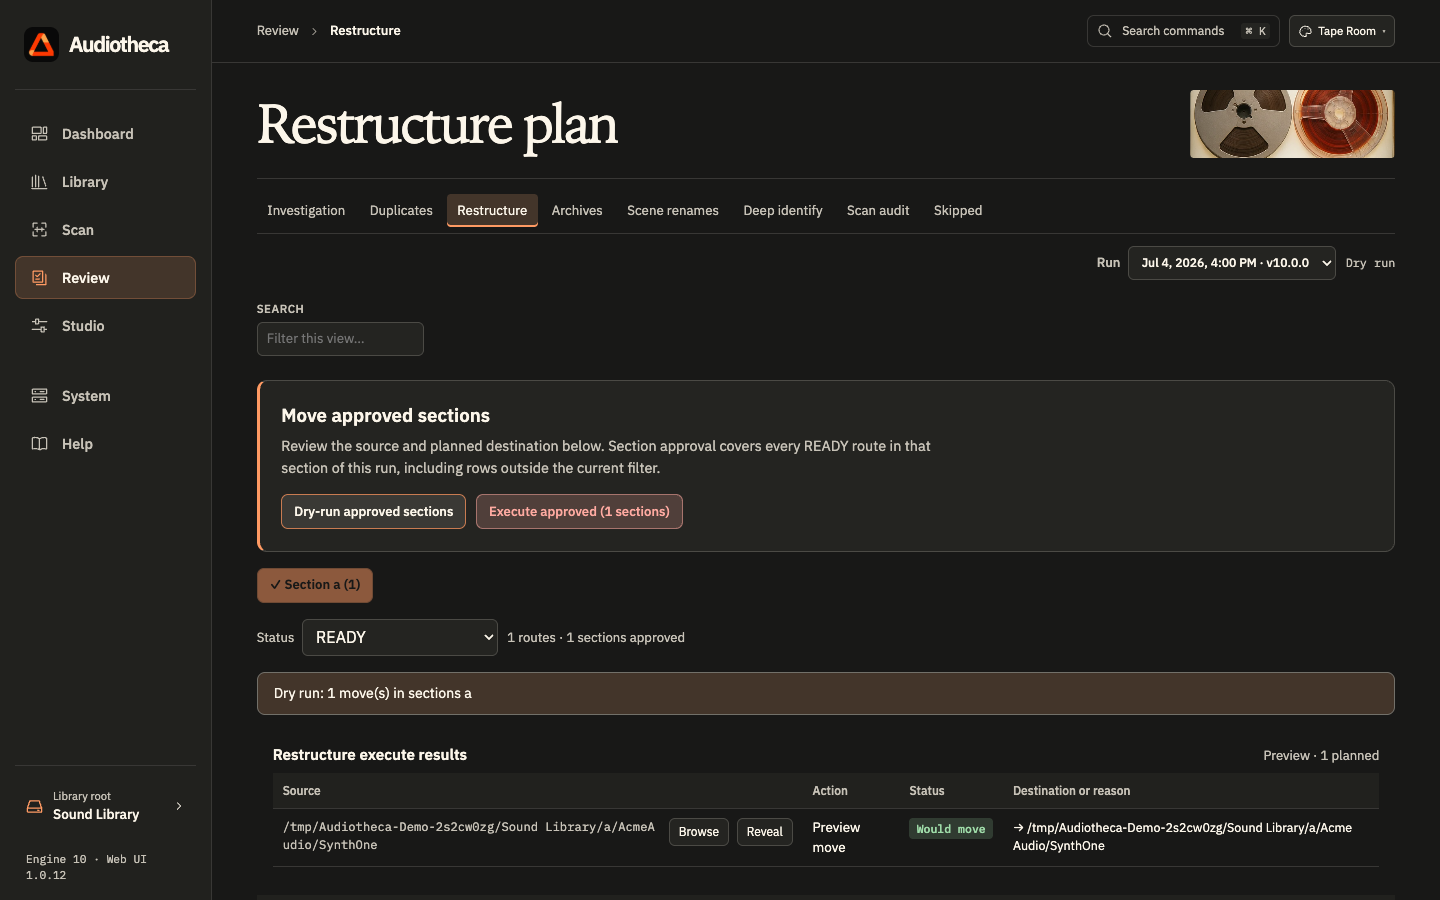 Audiotheca
Dashboard
Library
Scan
Review
Studio
System
Help
Library root
Sound Library
Engine 10 · Web UI
1.0.12
Review > Restructure
Search commands ⌘ K
Tape Room
Restructure plan
Investigation Duplicates Restructure Archives Scene renames Deep identify Scan audit Skipped
Run Jul 4, 2026, 4:00 PM · v10.0.0 Dry run
SEARCH
Filter this view...
Move approved sections
Review the source and planned destination below. Section approval covers every READY route in that
section of this run, including rows outside the current filter.
Dry-run approved sections Execute approved (1 sections)
✓ Section a (1)
Status READY 1 routes · 1 sections approved
Dry run: 1 move(s) in sections a
Restructure execute results Preview · 1 planned
Source Action Status Destination or reason
/tmp/Audiotheca-Demo-2s2cw0zg/Sound Library/a/AcmeA
udio/SynthOne
Browse Reveal
Preview
move
Would move
→ /tmp/Audiotheca-Demo-2s2cw0zg/Sound Library/a/Acme
Audio/SynthOne